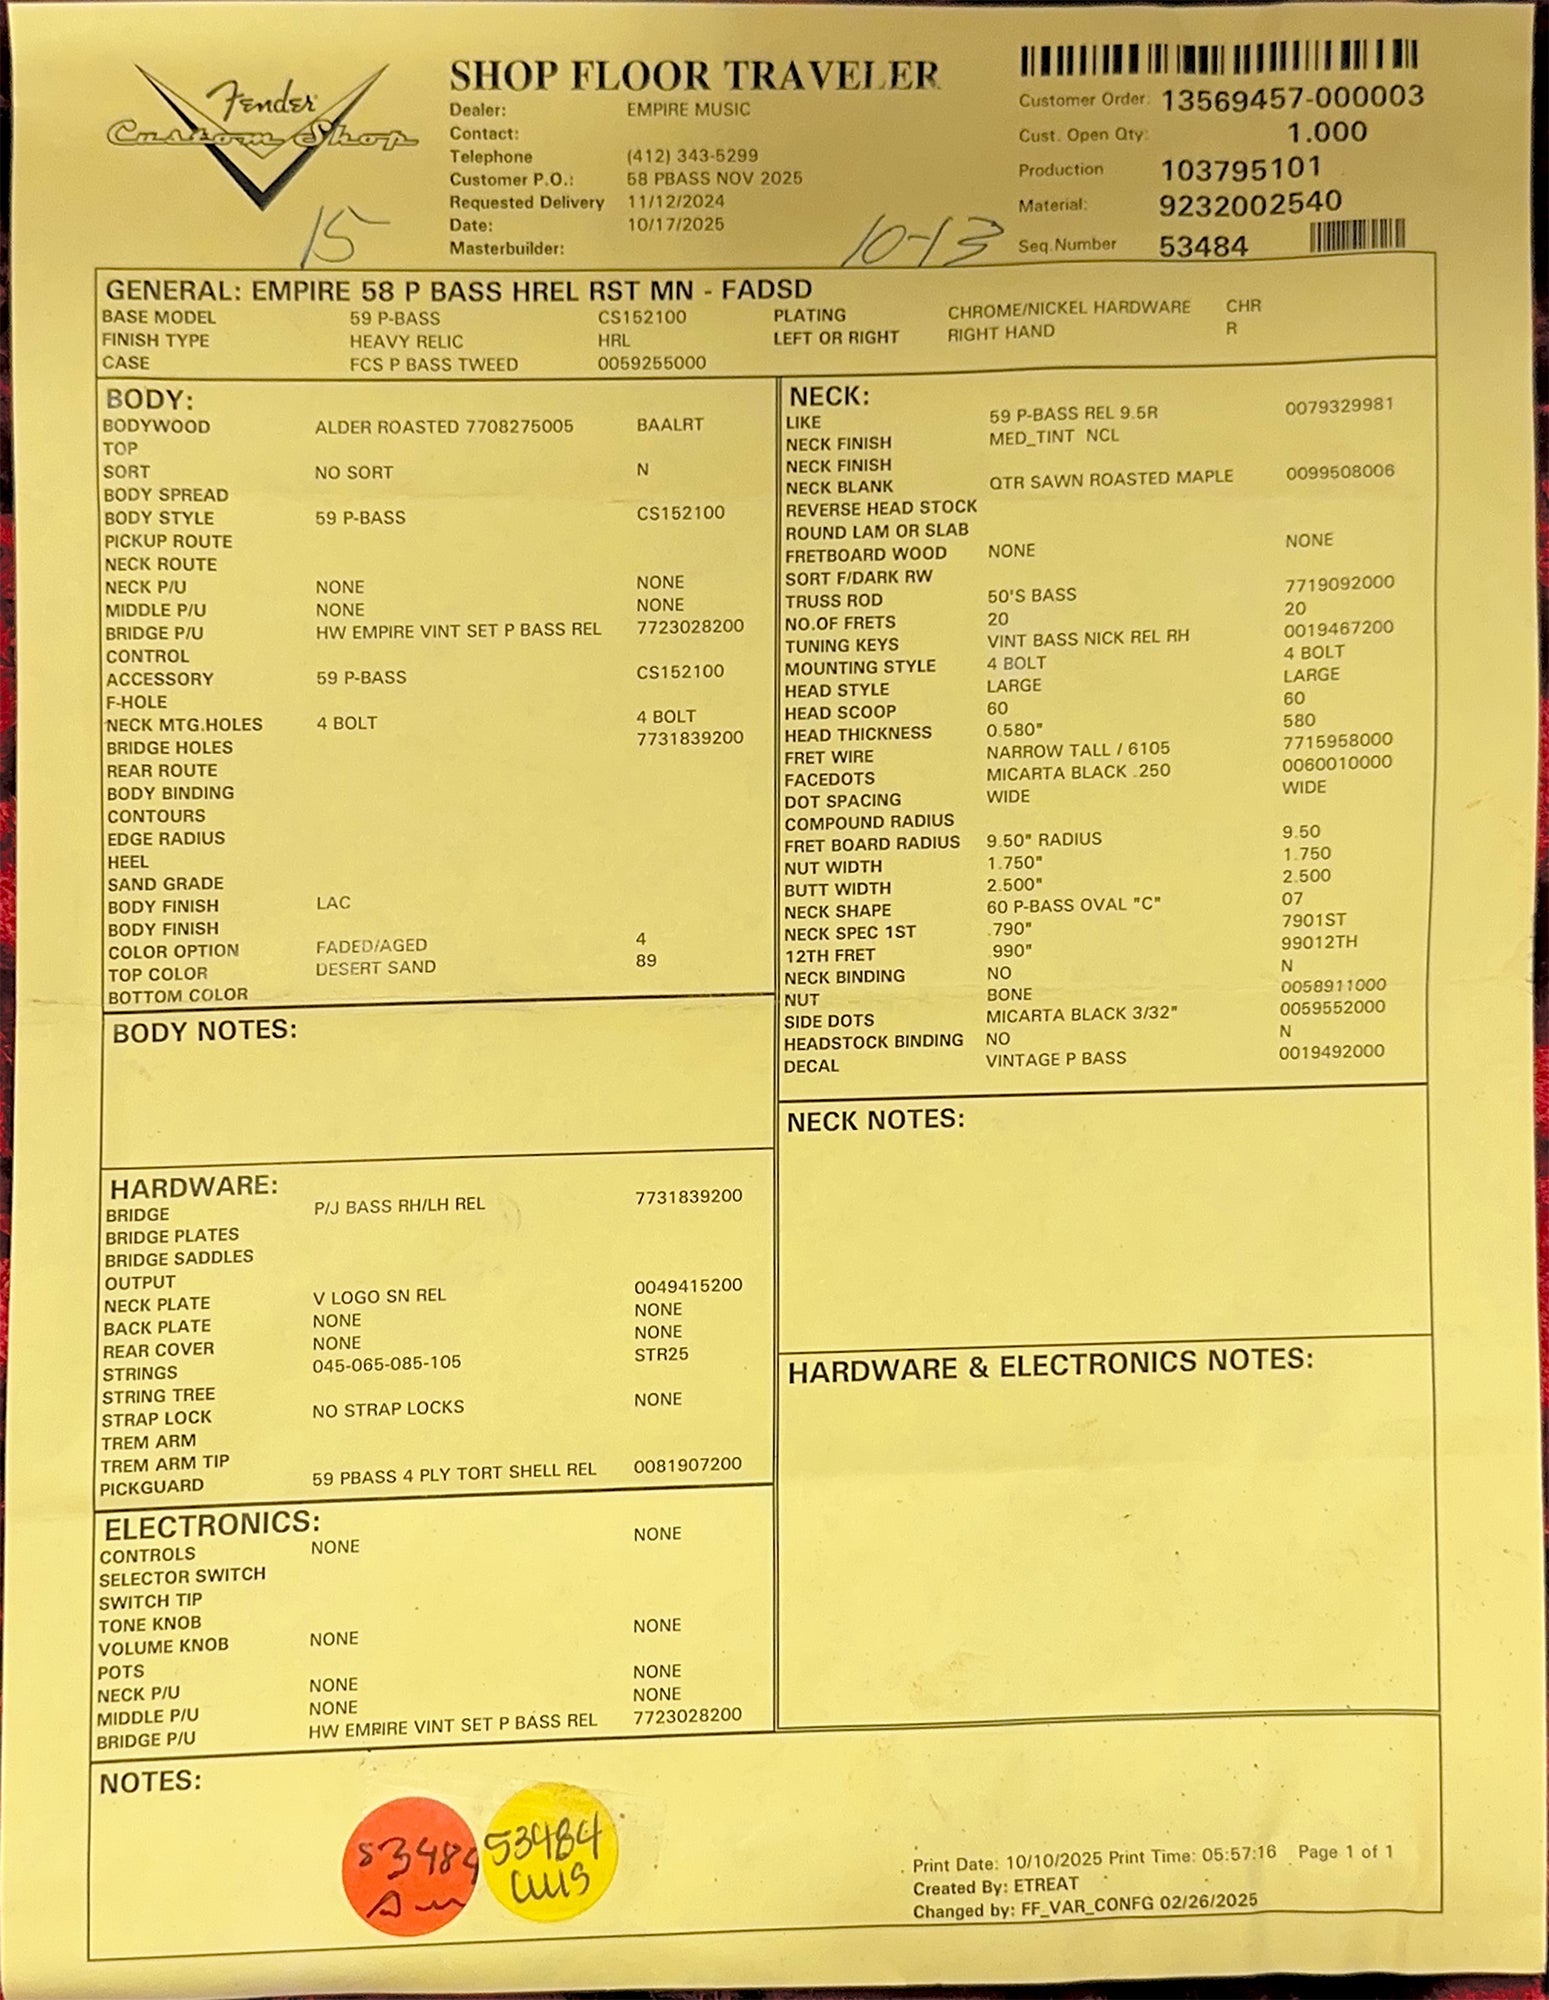 Fender
Custom Shop
SHOP FLOOR TRAVELER
Dealer: EMPIRE MUSIC
Contact:
Telephone (412) 343-5299
Customer P.O.: 58 PBASS NOV 2025
Requested Delivery 11/12/2024
Date: 10/17/2025
Masterbuilder:
Customer Order: 13569457-000003
Cust. Open Qty: 1.000
Production 103795101
Material: 9232002540
Seq.Number 53484
15
10-13
GENERAL: EMPIRE 58 P BASS HREL RST MN - FADSD
BASE MODEL 59 P-BASS CS152100 PLATING CHROME/NICKEL HARDWARE CHR
FINISH TYPE HEAVY RELIC HRL LEFT OR RIGHT RIGHT HAND R
CASE FCS P BASS TWEED 0059255000
BODY:
BODYWOOD ALDER ROASTED 7708275005 BAALRT
TOP
SORT NO SORT N
BODY SPREAD
BODY STYLE 59 P-BASS CS152100
PICKUP ROUTE
NECK ROUTE
NECK P/U NONE NONE
MIDDLE P/U NONE NONE
BRIDGE P/U HW EMPIRE VINT SET P BASS REL 7723028200
CONTROL
ACCESSORY 59 P-BASS CS152100
F-HOLE
NECK MTG.HOLES 4 BOLT 4 BOLT
BRIDGE HOLES 7731839200
REAR ROUTE
BODY BINDING
CONTOURS
EDGE RADIUS
HEEL
SAND GRADE
BODY FINISH LAC
BODY FINISH
COLOR OPTION FADED/AGED 4
TOP COLOR DESERT SAND 89
BOTTOM COLOR
BODY NOTES:
HARDWARE:
BRIDGE P/J BASS RH/LH REL 7731839200
BRIDGE PLATES
BRIDGE SADDLES
OUTPUT
NECK PLATE V LOGO SN REL 0049415200
BACK PLATE NONE NONE
REAR COVER NONE NONE
STRINGS 045-065-085-105 STR25
STRING TREE
STRAP LOCK NO STRAP LOCKS NONE
TREM ARM
TREM ARM TIP
PICKGUARD 59 PBASS 4 PLY TORT SHELL REL 0081907200
ELECTRONICS:
CONTROLS NONE NONE
SELECTOR SWITCH
SWITCH TIP
TONE KNOB
VOLUME KNOB NONE NONE
POTS
NECK P/U NONE NONE
MIDDLE P/U NONE NONE
BRIDGE P/U HW EMPIRE VINT SET P BASS REL 7723028200
NECK:
LIKE 59 P-BASS REL 9.5R 0079329981
NECK FINISH MED_TINT NCL
NECK FINISH
NECK BLANK QTR SAWN ROASTED MAPLE 0099508006
REVERSE HEAD STOCK
ROUND LAM OR SLAB
FRETBOARD WOOD NONE NONE
SORT F/DARK RW
TRUSS ROD 50'S BASS 7719092000
NO.OF FRETS 20 20
TUNING KEYS VINT BASS NICK REL RH 0019467200
MOUNTING STYLE 4 BOLT 4 BOLT
HEAD STYLE LARGE LARGE
HEAD SCOOP 60 60
HEAD THICKNESS 0.580" 580
FRET WIRE NARROW TALL / 6105 7715958000
FACEDOTS MICARTA BLACK .250 0060010000
DOT SPACING WIDE WIDE
COMPOUND RADIUS
FRET BOARD RADIUS 9.50" RADIUS 9.50
NUT WIDTH 1.750" 1.750
BUTT WIDTH 2.500" 2.500
NECK SHAPE 60 P-BASS OVAL "C" 07
NECK SPEC 1ST .790" 7901ST
12TH FRET .990" 99012TH
NECK BINDING NO N
NUT BONE 0058911000
SIDE DOTS MICARTA BLACK 3/32" 0059552000
HEADSTOCK BINDING NO N
DECAL VINTAGE P BASS 0019492000
NECK NOTES:
HARDWARE & ELECTRONICS NOTES:
NOTES:
53484
53484
Print Date: 10/10/2025 Print Time: 05:57:16 Page 1 of 1
Created By: ETREAT
Changed by: FF_VAR_CONFG 02/26/2025